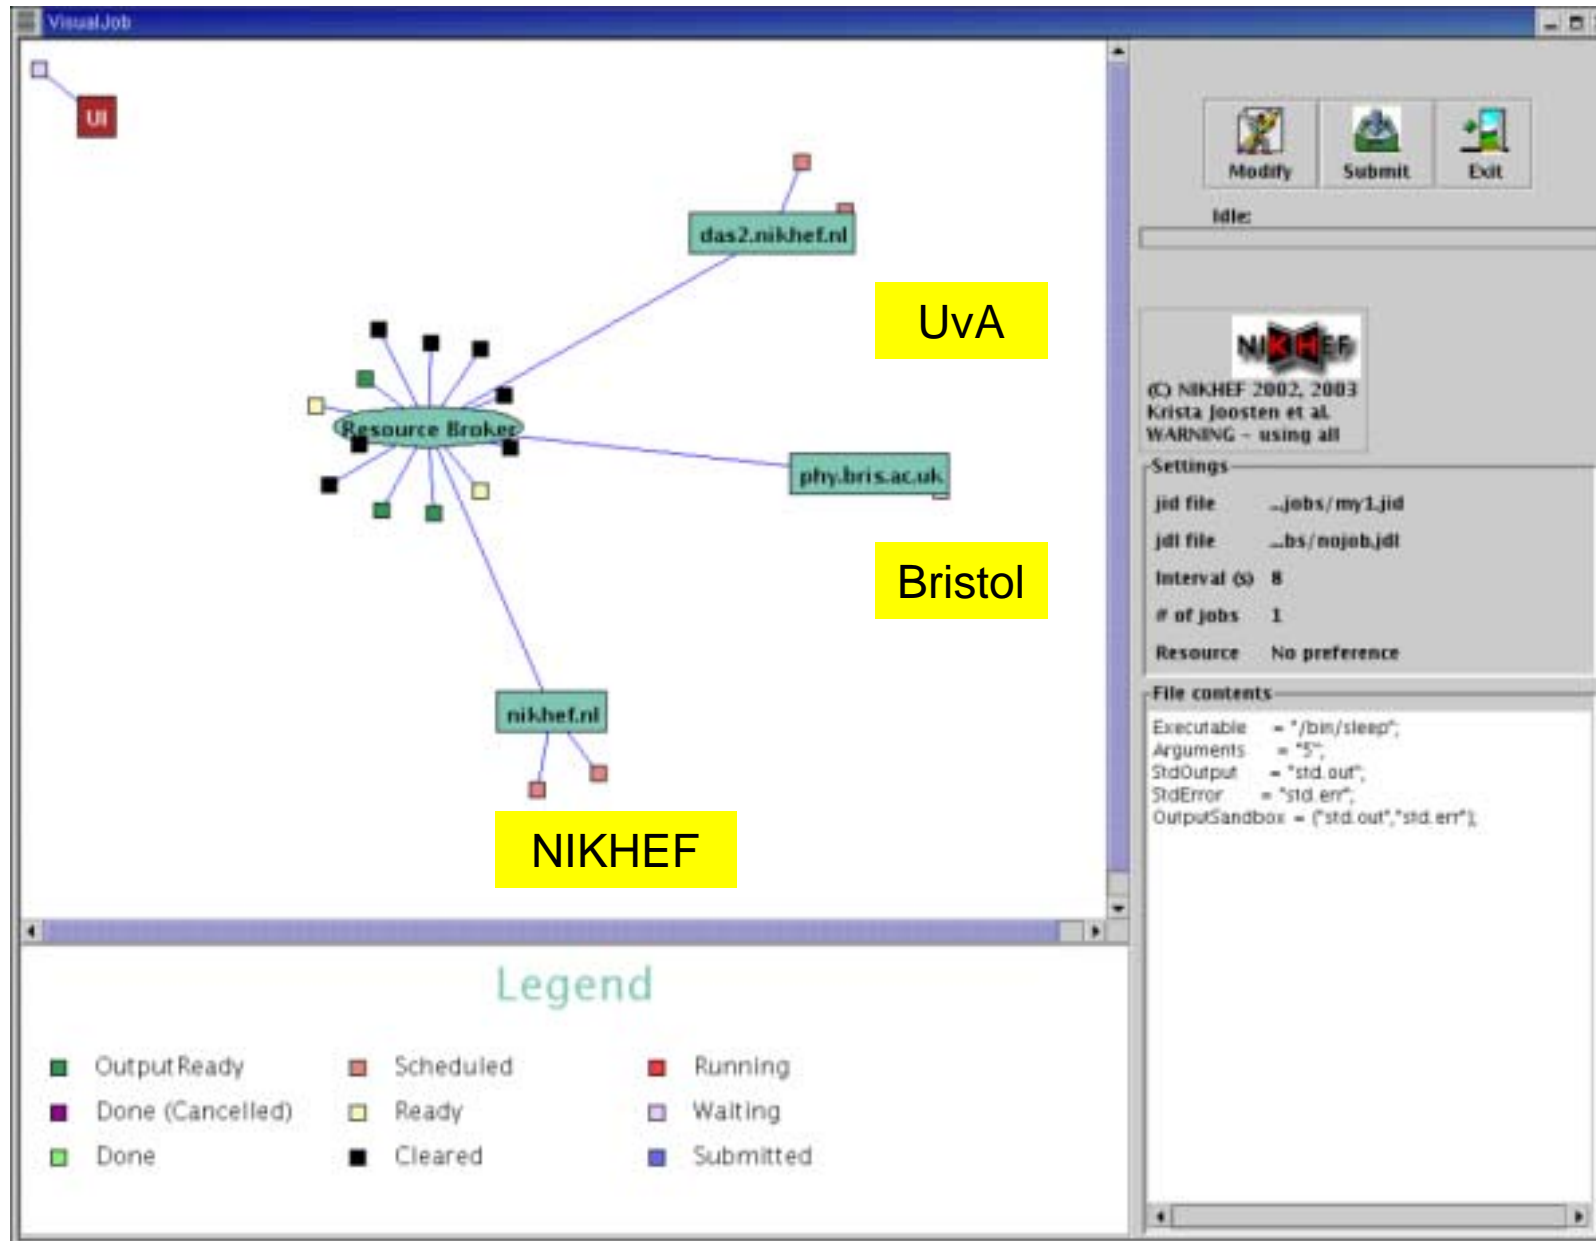 VisualJob
UI
das2.nikhef.nl
UvA
Resource Broker
phy.bris.ac.uk
Bristol
nikhef.nl
NIKHEF
Modify
Submit
Exit
Idle:
NIKHEF
(C) NIKHEF 2002, 2003
Krista Joosten et al.
WARNING - using all
Settings
jid file ...jobs/my1.jid
jdl file ...bs/nojob.jdl
Interval (s) 8
# of jobs 1
Resource No preference
File contents
Executable = "/bin/sleep";
Arguments = "5";
StdOutput = "std.out";
StdError = "std.err";
OutputSandbox = {"std.out","std.err"};
Legend
OutputReady Scheduled Running
Done (Cancelled) Ready Waiting
Done Cleared Submitted